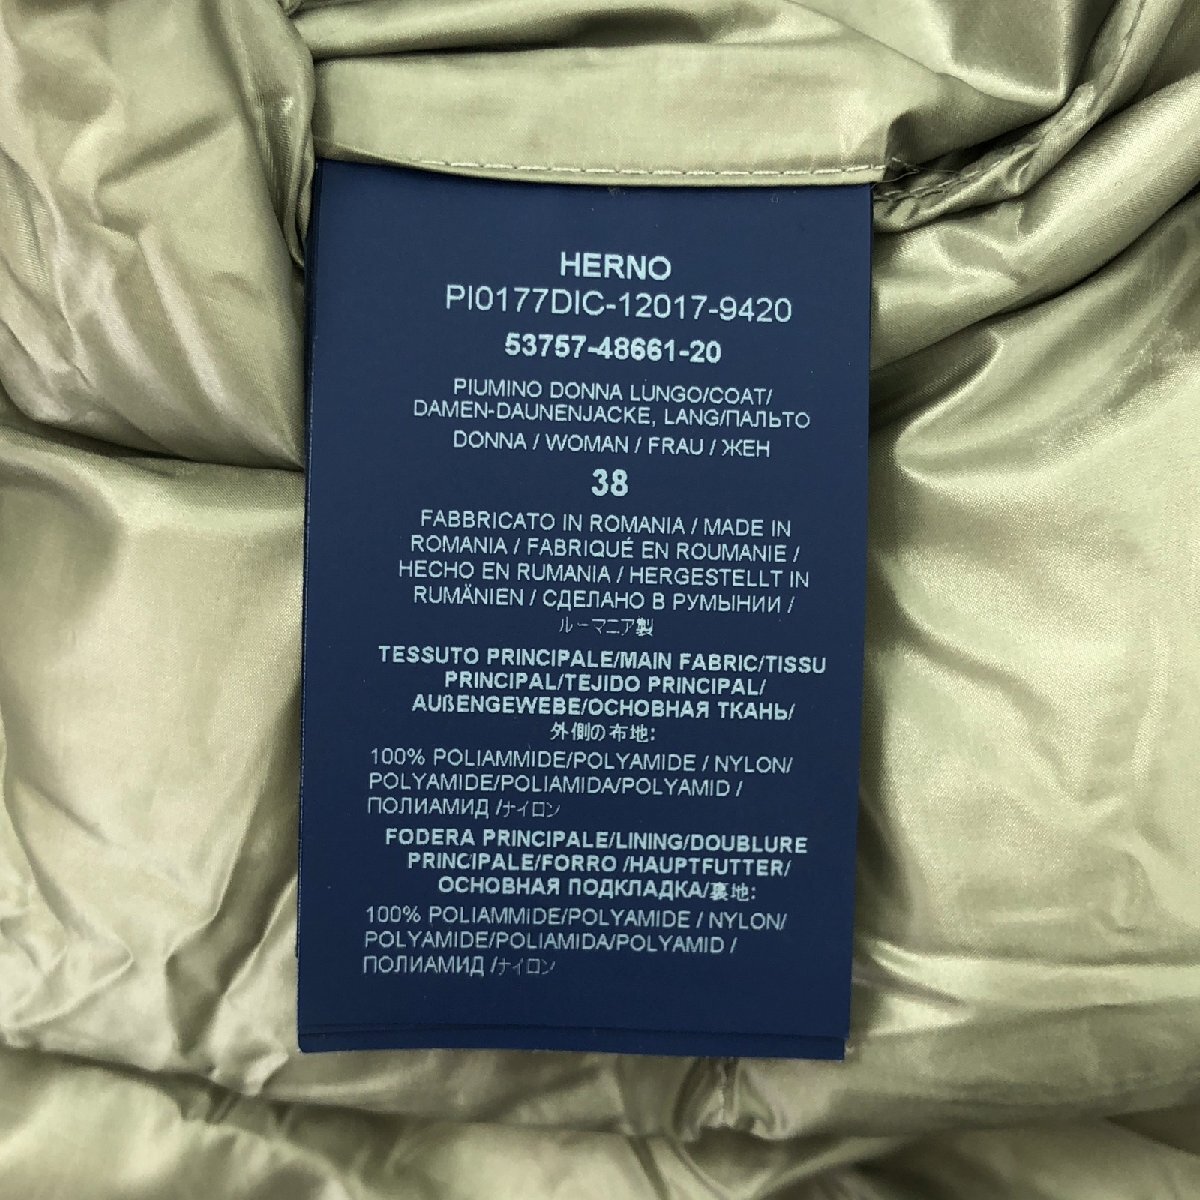 HERNO
PI0177DIC-12017-9420
53757-48661-20
PIUMINO DONNA LUNGO/COAT/
DAMEN-DAUNENJACKE, LANG/ПАЛЬТО
DONNA / WOMAN / FRAU / ЖЕН
38
FABBRICATO IN ROMANIA / MADE IN
ROMANIA / FABRIQUÉ EN ROUMANIE /
HECHO EN RUMANIA / HERGESTELLT IN
RUMÄNIEN / СДЕЛАНО В РУМЫНИИ /
ルーマニア製
TESSUTO PRINCIPALE/MAIN FABRIC/TISSU
PRINCIPAL/TEJIDO PRINCIPAL/
AUßENGEWEBE/ОСНОВНАЯ ТКАНЬ/
外側の布地:
100% POLIAMMIDE/POLYAMIDE / NYLON/
POLYAMIDE/POLIAMIDA/POLYAMID /
ПОЛИАМИД /ナイロン
FODERA PRINCIPALE/LINING/DOUBLURE
PRINCIPALE/FORRO /HAUPTFUTTER/
ОСНОВНАЯ ПОДКЛАДКА/裏地:
100% POLIAMMIDE/POLYAMIDE / NYLON/
POLYAMIDE/POLIAMIDA/POLYAMID /
ПОЛИАМИД /ナイロン